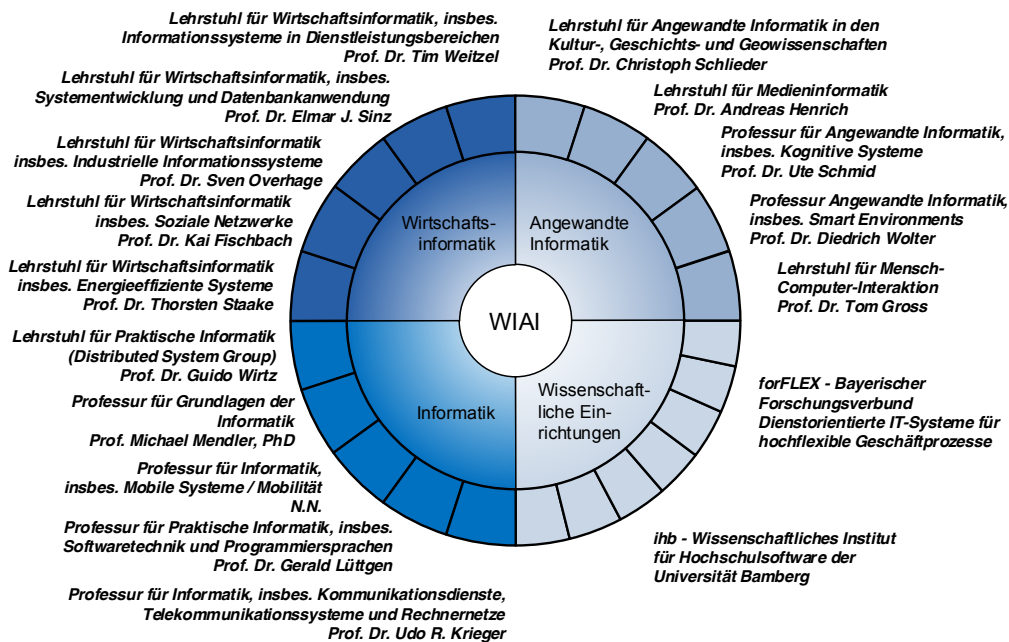 Lehrstuhl für Wirtschaftsinformatik, insbes.
Informationssysteme in Dienstleistungsbereichen
Prof. Dr. Tim Weitzel
Lehrstuhl für Wirtschaftsinformatik, insbes.
Systementwicklung und Datenbankanwendung
Prof. Dr. Elmar J. Sinz
Lehrstuhl für Wirtschaftsinformatik
insbes. Industrielle Informationssysteme
Prof. Dr. Sven Overhage
Lehrstuhl für Wirtschaftsinformatik
insbes. Soziale Netzwerke
Prof. Dr. Kai Fischbach
Lehrstuhl für Wirtschaftsinformatik
insbes. Energieeffiziente Systeme
Prof. Dr. Thorsten Staake
Lehrstuhl für Praktische Informatik
(Distributed System Group)
Prof. Dr. Guido Wirtz
Professur für Grundlagen der
Informatik
Prof. Michael Mendler, PhD
Professur für Informatik,
insbes. Mobile Systeme / Mobilität
N.N.
Professur für Praktische Informatik, insbes.
Softwaretechnik und Programmiersprachen
Prof. Dr. Gerald Lüttgen
Professur für Informatik, insbes. Kommunikationsdienste,
Telekommunikationssysteme und Rechnernetze
Prof. Dr. Udo R. Krieger
Wirtschafts-
informatik
Angewandte
Informatik
WIAI
Informatik
Wissenschaft-
liche Ein-
richtungen
Lehrstuhl für Angewandte Informatik in den
Kultur-, Geschichts- und Geowissenschaften
Prof. Dr. Christoph Schlieder
Lehrstuhl für Medieninformatik
Prof. Dr. Andreas Henrich
Professur für Angewandte Informatik,
insbes. Kognitive Systeme
Prof. Dr. Ute Schmid
Professur Angewandte Informatik,
insbes. Smart Environments
Prof. Dr. Diedrich Wolter
Lehrstuhl für Mensch-
Computer-Interaktion
Prof. Dr. Tom Gross
forFLEX - Bayerischer
Forschungsverbund
Dienstorientierte IT-Systeme für
hochflexible Geschäftprozesse
ihb - Wissenschaftliches Institut
für Hochschulsoftware der
Universität Bamberg